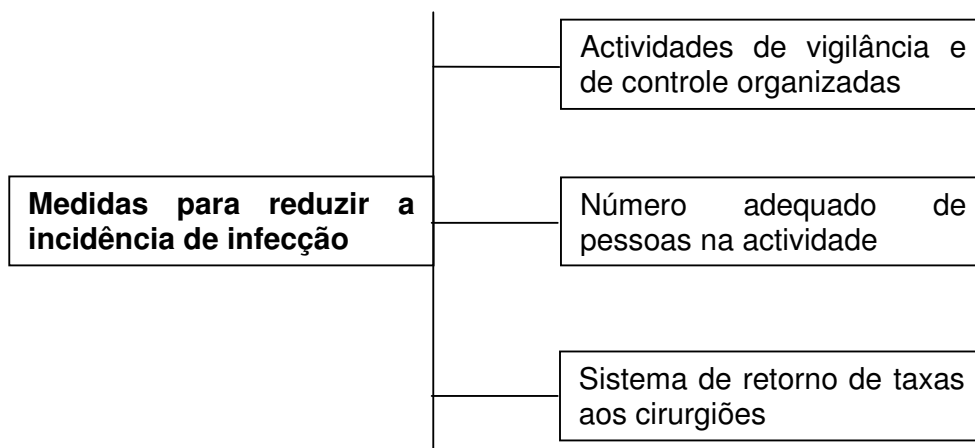 Actividades de vigilância e
de controle organizadas
Medidas para reduzir a
incidência de infecção
Número adequado de
pessoas na actividade
Sistema de retorno de taxas
aos cirurgiões